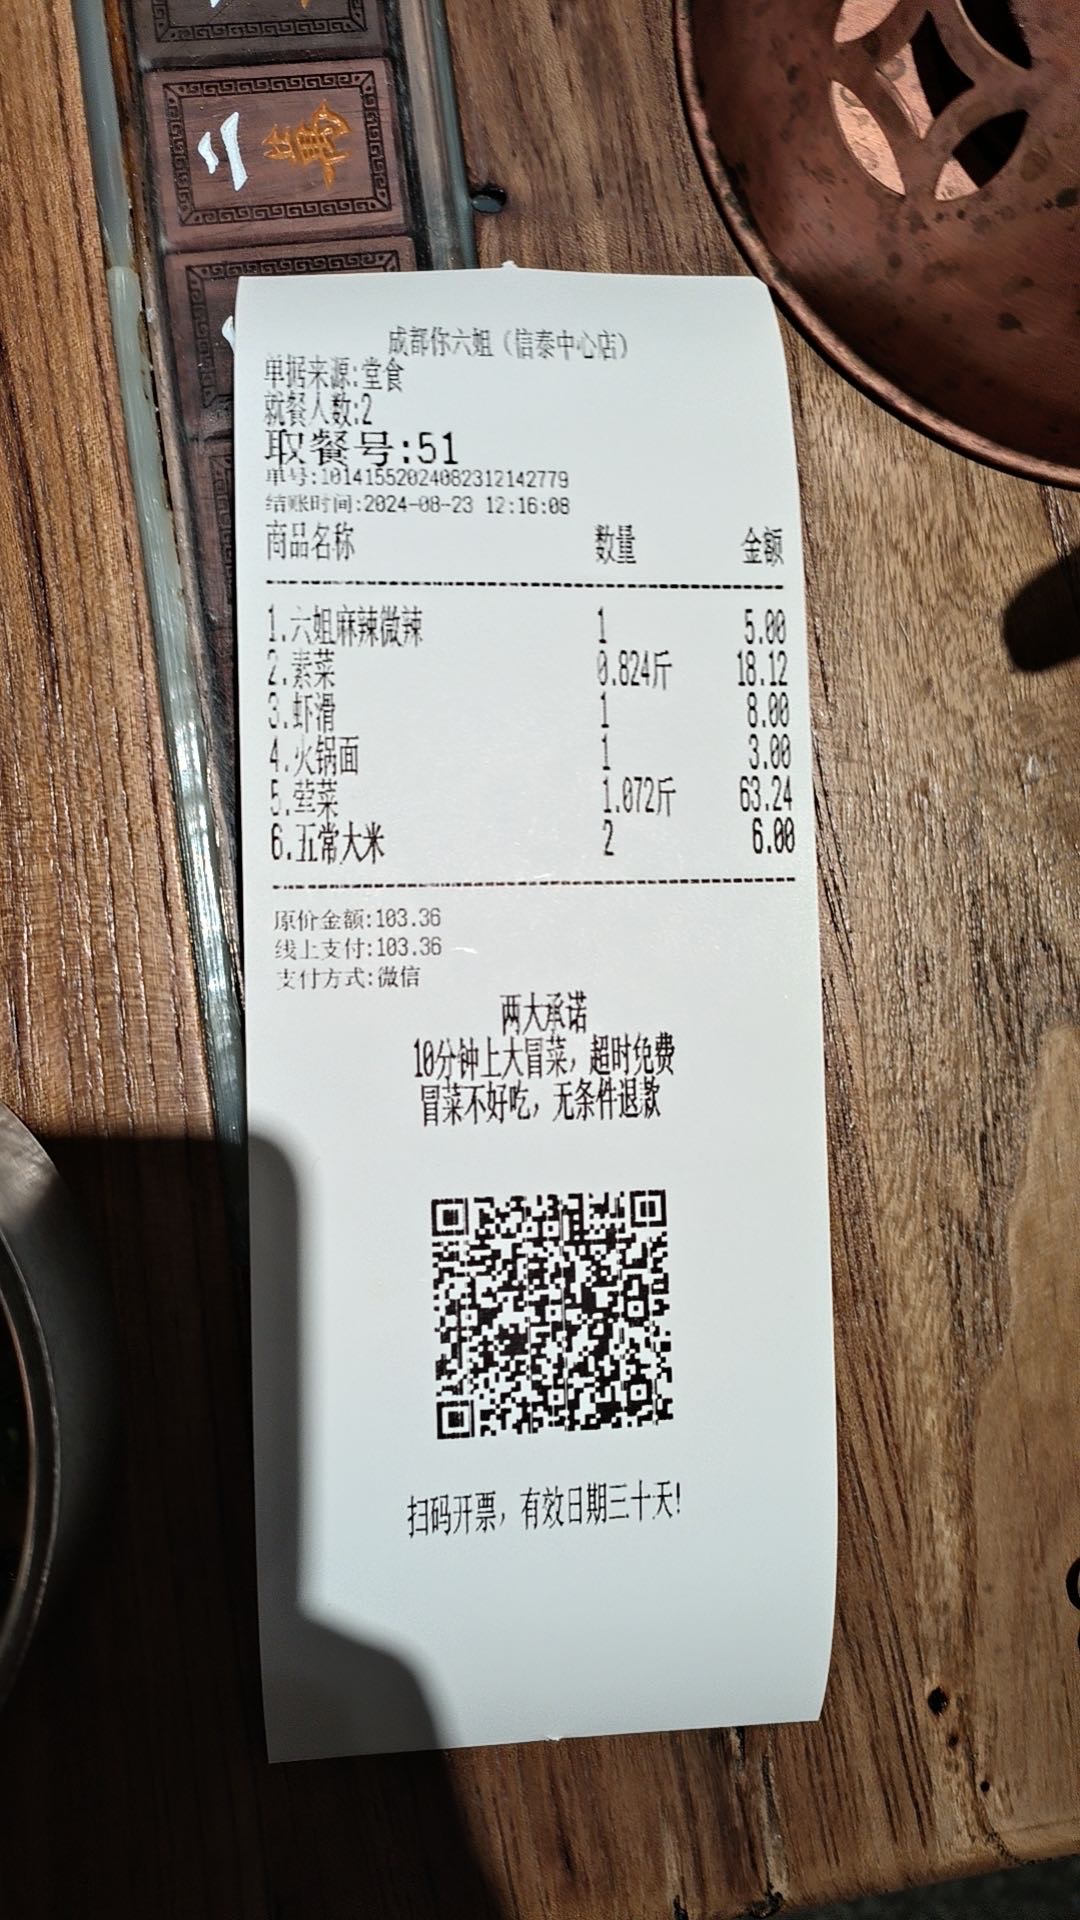 二萬
成都你六姐（信泰中心店）
单据来源:堂食
就餐人数:2
取餐号:51
单号:10141552024082312142779
结账时间:2024-08-23 12:16:08
商品名称 数量 金额
1.六姐麻辣微辣 1 5.00
2.素菜 0.824斤 18.12
3.虾滑 1 8.00
4.火锅面 1 3.00
5.荤菜 1.072斤 63.24
6.五常大米 2 6.00
原价金额:103.36
线上支付:103.36
支付方式:微信
两大承诺
10分钟上大冒菜，超时免费
冒菜不好吃，无条件退款
扫码开票，有效日期三十天!